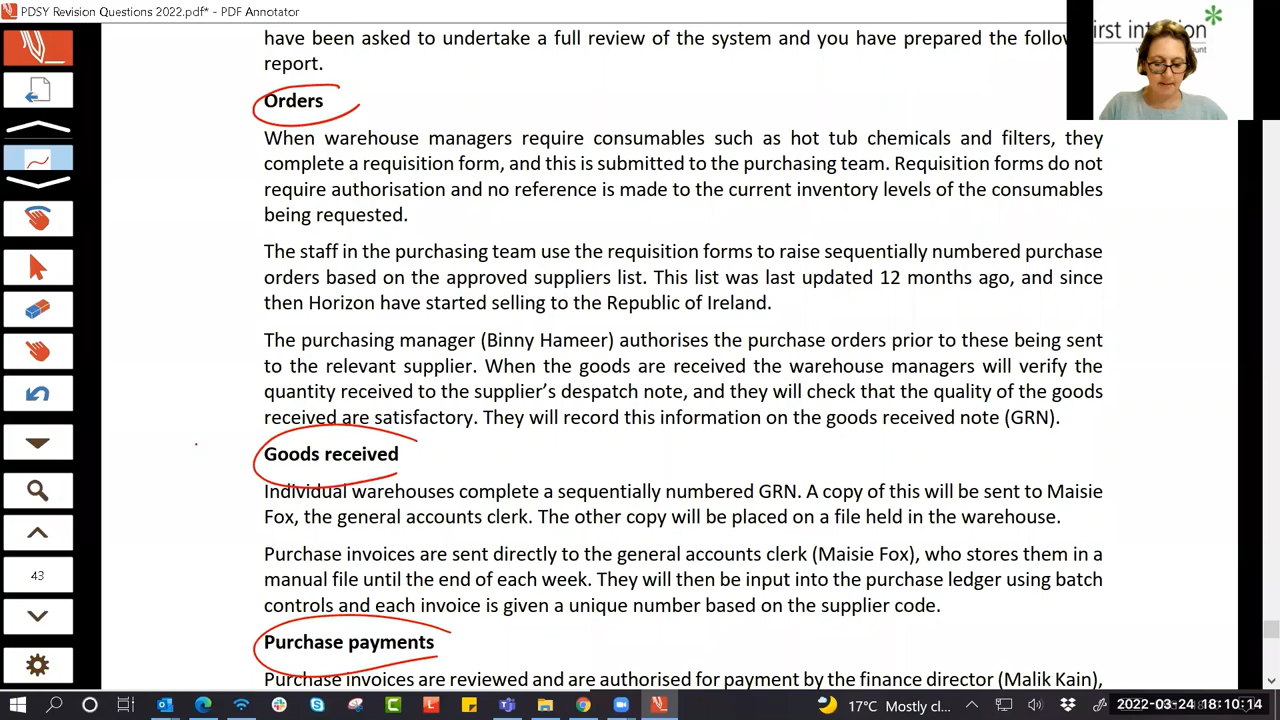 PDSY Revision Questions 2022.pdf* - PDF Annotator
first intuition
have been asked to undertake a full review of the system and you have prepared the
report.
Orders
When warehouse managers require consumables such as hot tub chemicals and filters, they
complete a requisition form, and this is submitted to the purchasing team. Requisition forms do not
require authorisation and no reference is made to the current inventory levels of the consumables
being requested.
The staff in the purchasing team use the requisition forms to raise sequentially numbered purchase
orders based on the approved suppliers list. This list was last updated 12 months ago, and since
then Horizon have started selling to the Republic of Ireland.
The purchasing manager (Binny Hameer) authorises the purchase orders prior to these being sent
to the relevant supplier. When the goods are received the warehouse managers will verify the
quantity received to the supplier's despatch note, and they will check that the quality of the goods
received are satisfactory. They will record this information on the goods received note (GRN).
Goods received
Individual warehouses complete a sequentially numbered GRN. A copy of this will be sent to Maisie
Fox, the general accounts clerk. The other copy will be placed on a file held in the warehouse.
Purchase invoices are sent directly to the general accounts clerk (Maisie Fox), who stores them in a
manual file until the end of each week. They will then be input into the purchase ledger using batch
controls and each invoice is given a unique number based on the supplier code.
Purchase payments
Purchase invoices are reviewed and are authorised for payment by the finance director (Malik Kain),
43
17°C Mostly cl...
2022-03-24 18:10:14